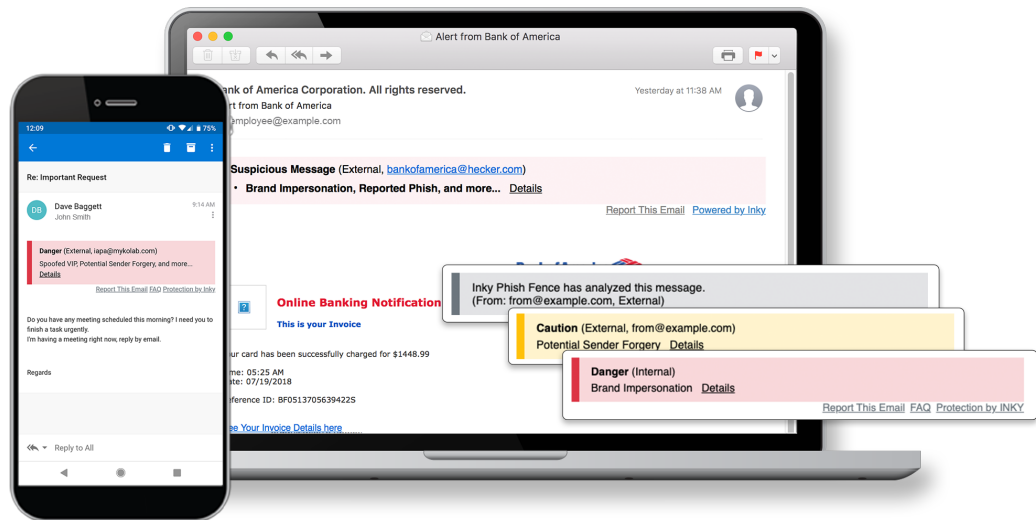 Alert from Bank of America
of America Corporation. All rights reserved.
Yesterday at 11:38 AM
from Bank of America
employee@example.com
Suspicious Message (External, bankofamerica@hecker.com)
• Brand Impersonation, Reported Phish, and more... Details
Report This Email Powered by Inky
Online Banking Notification
This is your Invoice
card has been successfully charged for $1448.99
05:25 AM
07/19/2018
ID: BF0513705639422S
Your Invoice Details here
Inky Phish Fence has analyzed this message.
(From: from@example.com, External)
Caution (External, from@example.com)
Potential Sender Forgery Details
Danger (Internal)
Brand Impersonation Details
Report This Email FAQ Protection by INKY
12:09
75%
Re: Important Request
DB
Dave Baggett
9:14 AM
John Smith
Danger (External, iapa@mykolab.com)
Spoofed VIP, Potential Sender Forgery, and more...
Details
Report This Email FAQ Protection by Inky
Do you have any meeting scheduled this morning? I need you to
finish a task urgently.
I'm having a meeting right now, reply by email.
Regards
Reply to All